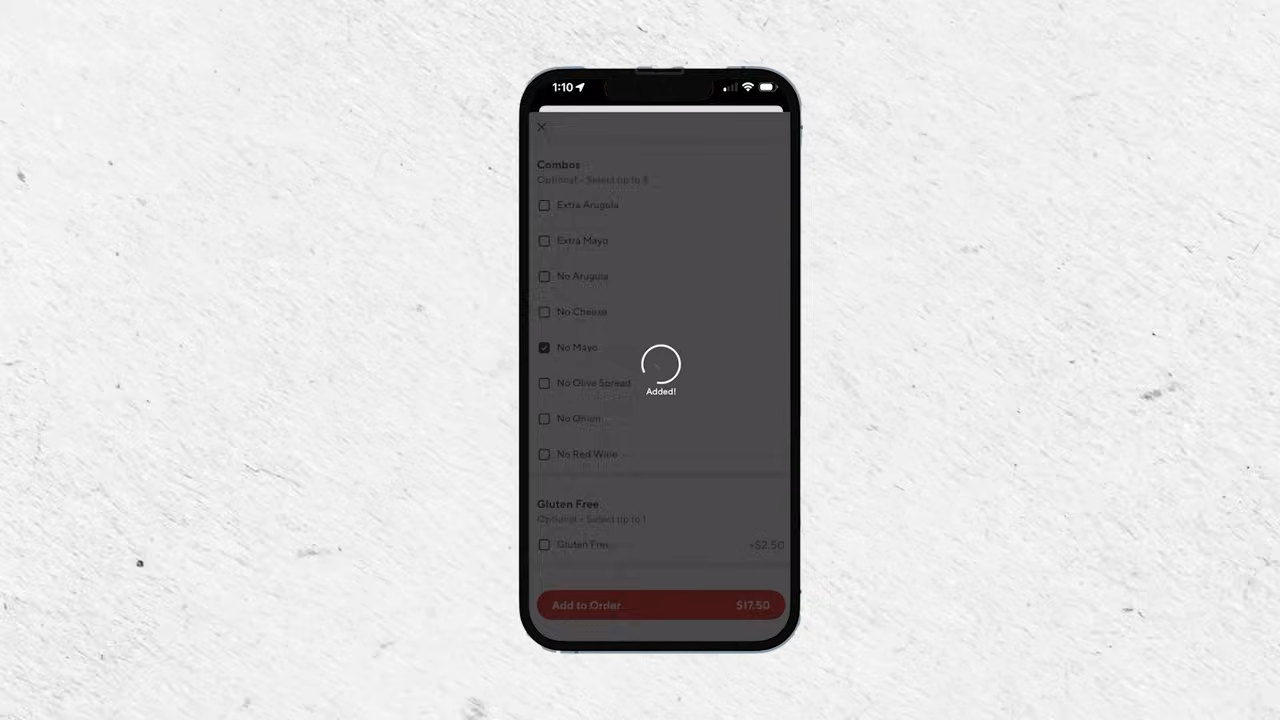 1:10
Combos
Optional - Select up to 8
Extra Arugula
Extra Mayo
No Arugula
No Cheese
No Mayo
No Olive Spread
Added!
No Onion
No Red Wine
Gluten Free
Optional - Select up to 1
Gluten Free +$2.50
Add to Order $17.50